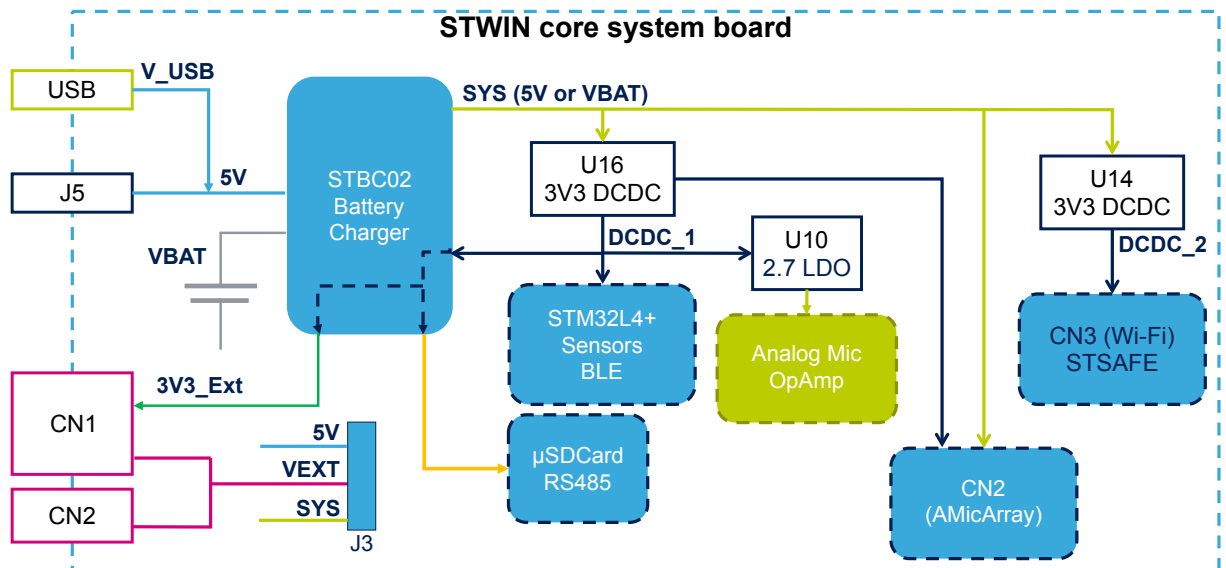 STWIN core system board
V_USB
USB
SYS (5V or VBAT)
J5
5V
STBC02
Battery
Charger
VBAT
U16
3V3 DCDC
U14
3V3 DCDC
DCDC_1
U10
2.7 LDO
DCDC_2
STM32L4+
Sensors
BLE
Analog Mic
OpAmp
CN3 (Wi-Fi)
STSAFE
3V3_Ext
CN1
5V
VEXT
SYS
J3
CN2
µSDCard
RS485
CN2
(AMicArray)